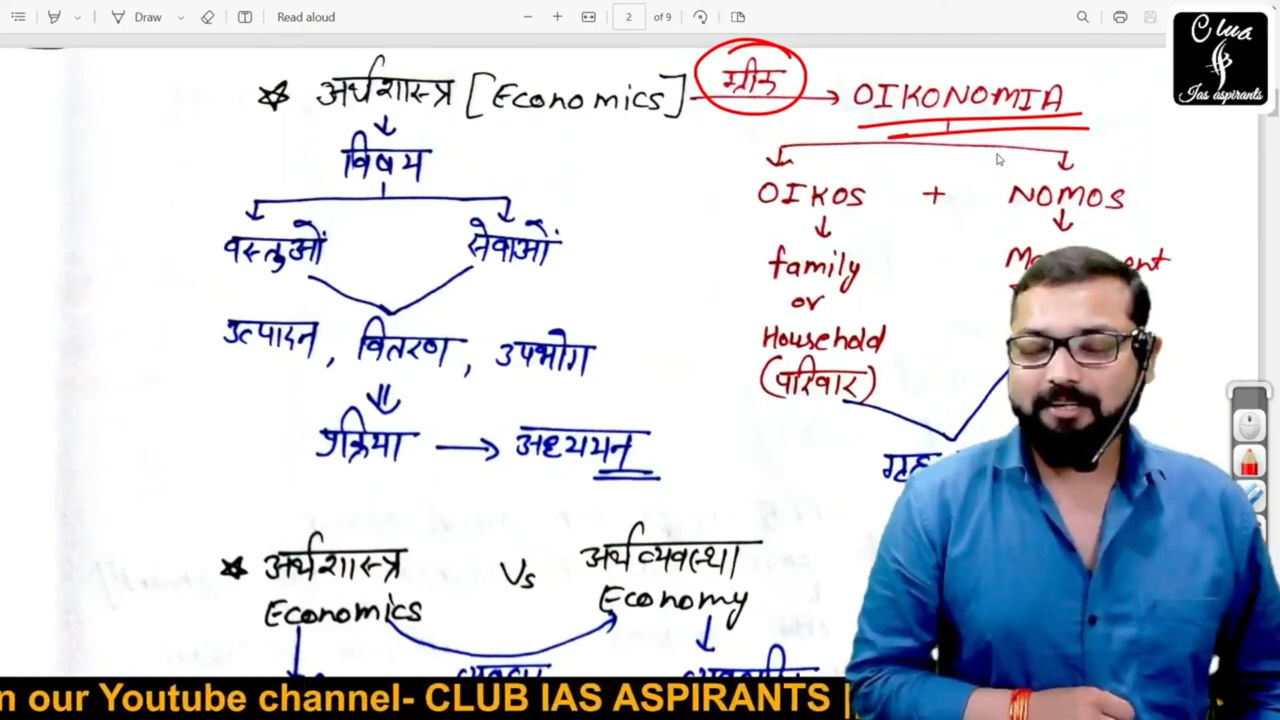 Draw
Read aloud
2 of 9
Club
Ias aspirants
अर्थशास्त्र [Economics] ग्रीक OIKONOMIA
विषय
OIKOS + NOMOS
वस्तुओं सेवाओं
family
or
उत्पादन, वितरण, उपभोग
Household
(परिवार)
प्रक्रिया → अध्ययन
अर्थशास्त्र Vs अर्थव्यवस्था
Economics Economy
n our Youtube channel- CLUB IAS ASPIRANTS |